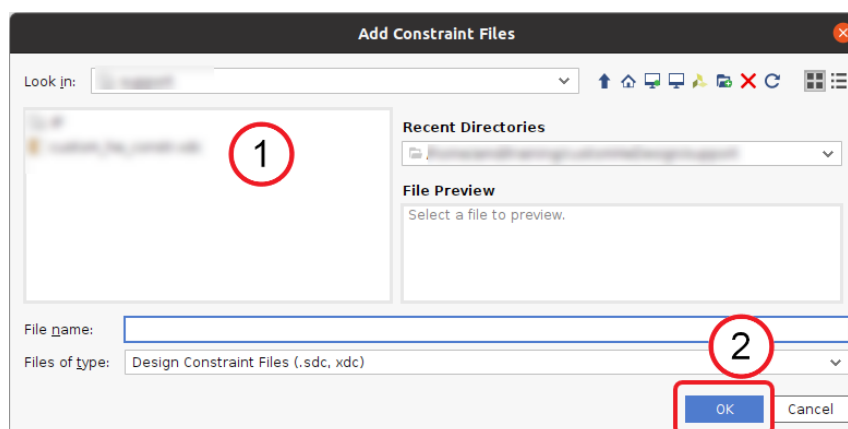 Add Constraint Files
Look in:
1
Recent Directories
File Preview
Select a file to preview.
File name:
2
Files of type: Design Constraint Files (.sdc, xdc)
OK Cancel